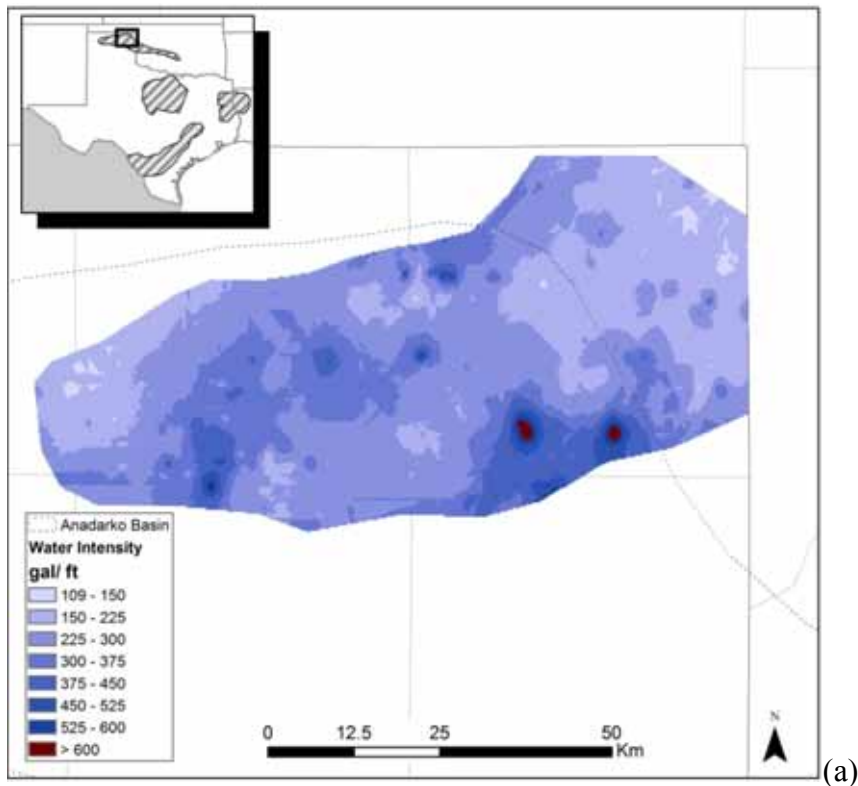 Anadarko Basin
Water Intensity
gal/ ft
109 - 150
150 - 225
225 - 300
300 - 375
375 - 450
450 - 525
525 - 600
> 600
0 12.5 25 50
Km
N
(a)